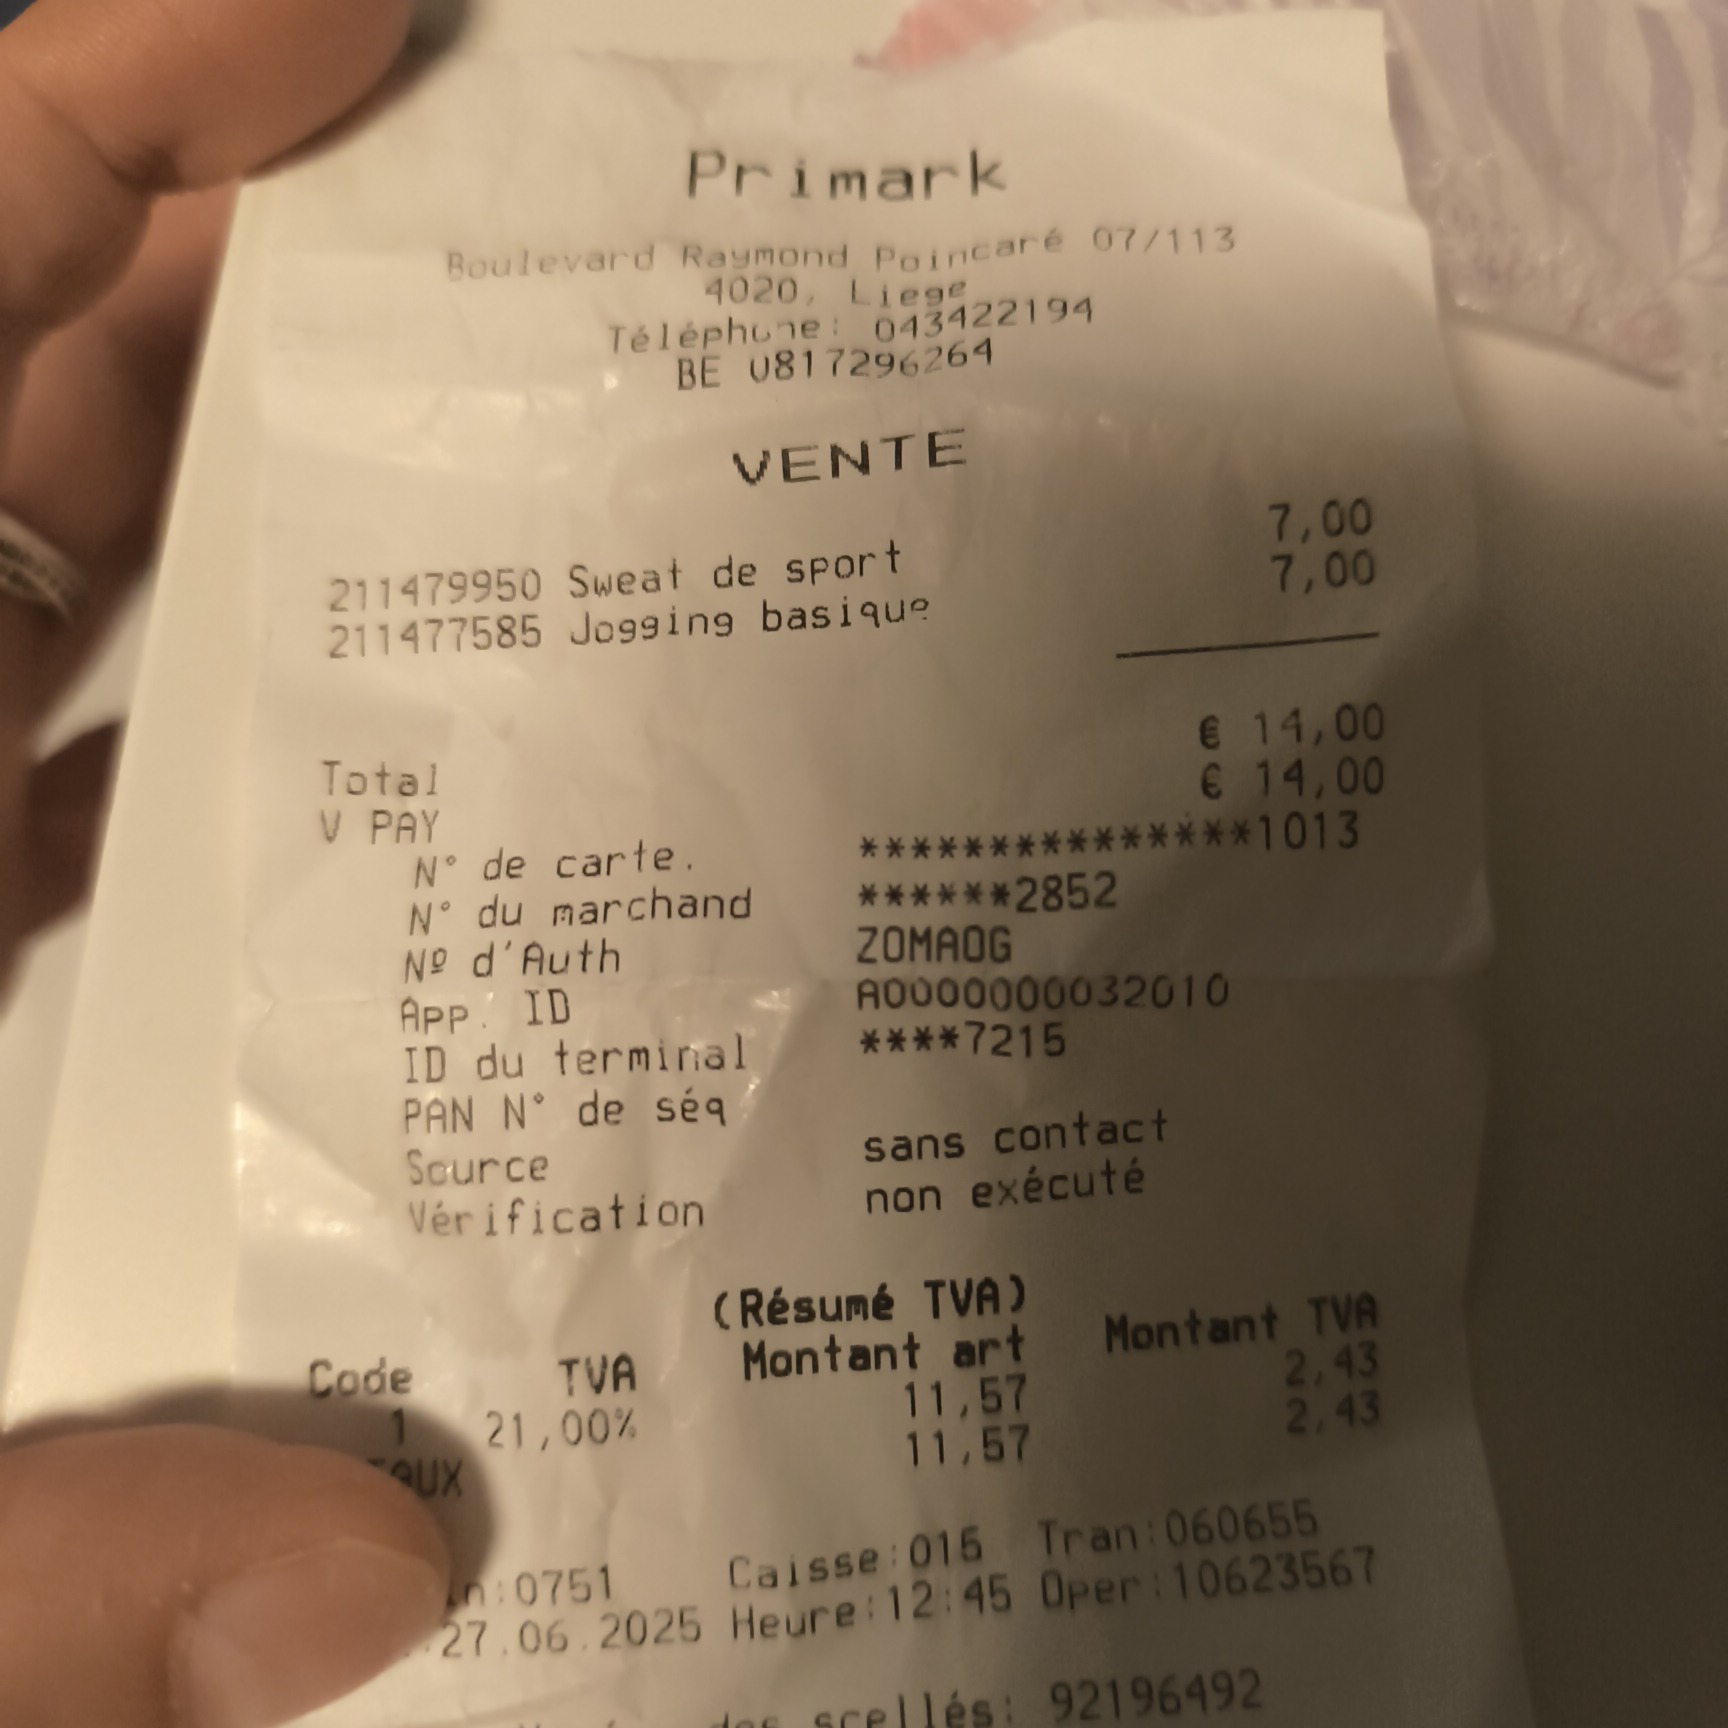 Primark
Boulevard Raymond Poincaré 07/113
4020, Liege
Téléphone: 043422194
BE 0817296264
VENTE
211479950 Sweat de sport 7,00
211477585 Jogging basique 7,00
Total € 14,00
V PAY € 14,00
N° de carte. ***************1013
N° du marchand ******2852
Nº d'Auth ZOMAOG
App. ID A0000000032010
ID du terminal ****7215
PAN N° de séq
Source sans contact
Vérification non exécuté
(Résumé TVA)
Code TVA Montant art Montant TVA
1 21,00% 11,57 2,43
TAUX 11,57 2,43
n:0751 Caisse:015 Tran:060655
27.06.2025 Heure:12:45 Oper:10623567
des scellés: 92196492